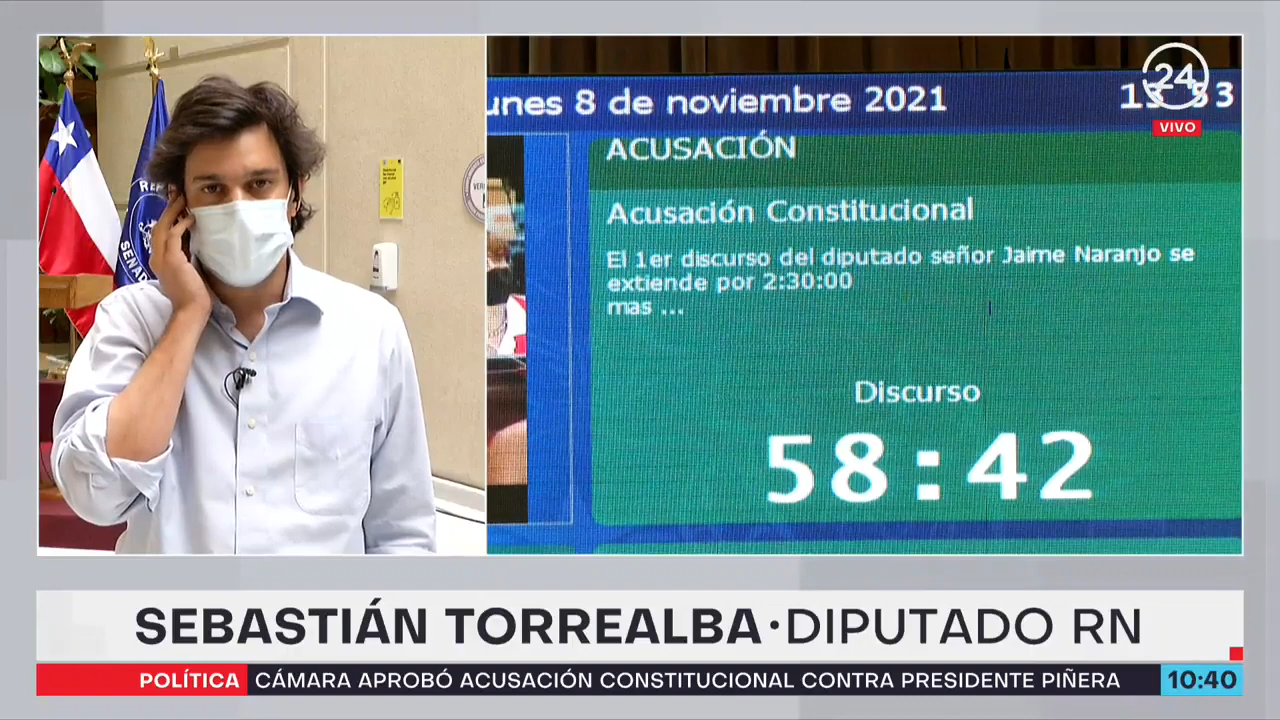 24
VIVO
unes 8 de noviembre 2021
ACUSACIÓN
Acusación Constitucional
El 1er discurso del diputado señor Jaime Naranjo se
extiende por 2:30:00
mas ...
Discurso
58:42
SEBASTIÁN TORREALBA·DIPUTADO RN
POLÍTICA CÁMARA APROBÓ ACUSACIÓN CONSTITUCIONAL CONTRA PRESIDENTE PIÑERA 10:40